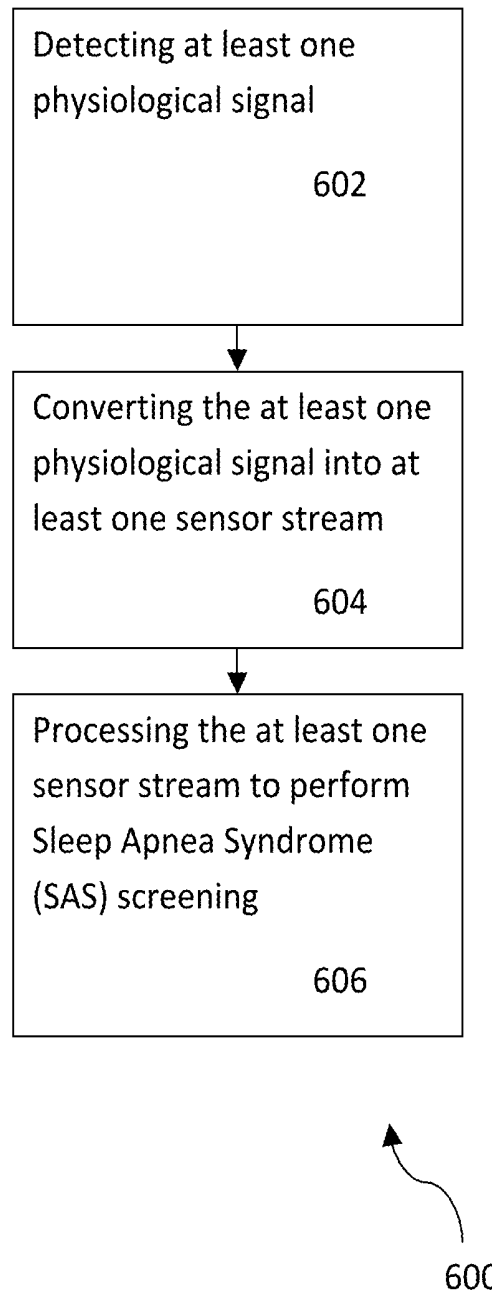 Detecting at least one
physiological signal
602
Converting the at least one
physiological signal into at
least one sensor stream
604
Processing the at least one
sensor stream to perform
Sleep Apnea Syndrome
(SAS) screening
606
600